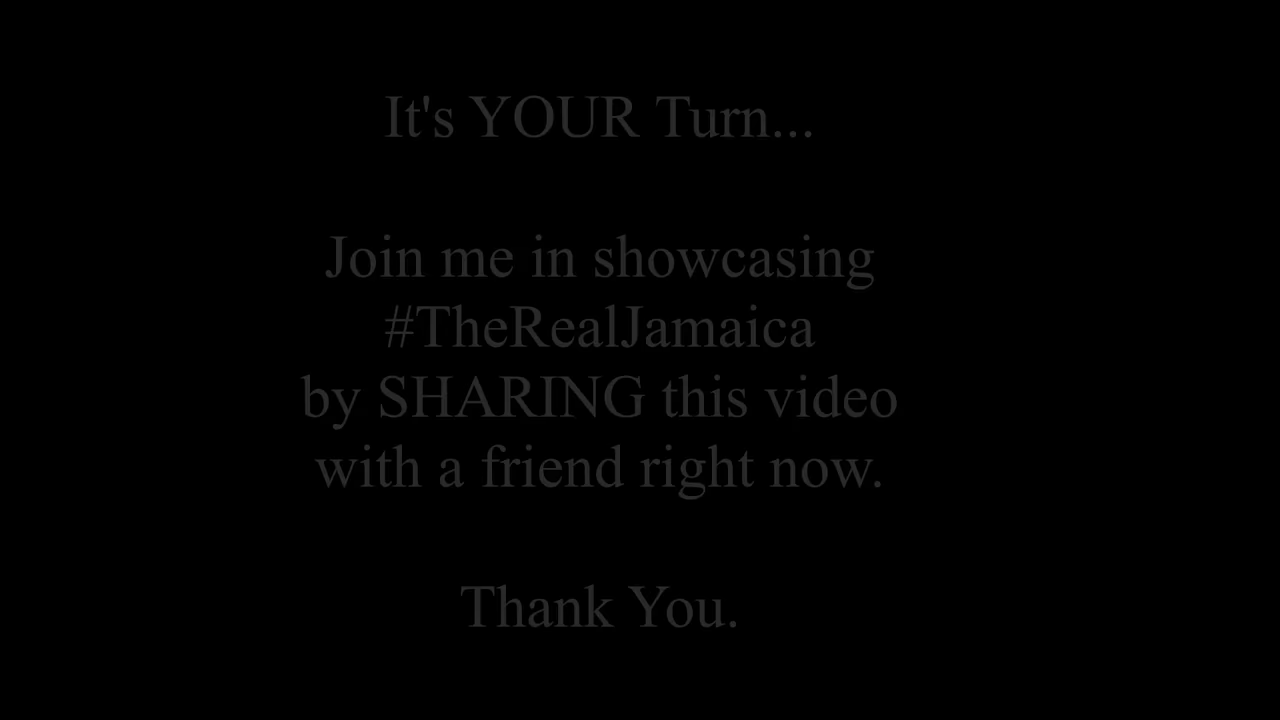 It's YOUR Turn...
Join me in showcasing
#TheRealJamaica
by SHARING this video
with a friend right now.
Thank You.